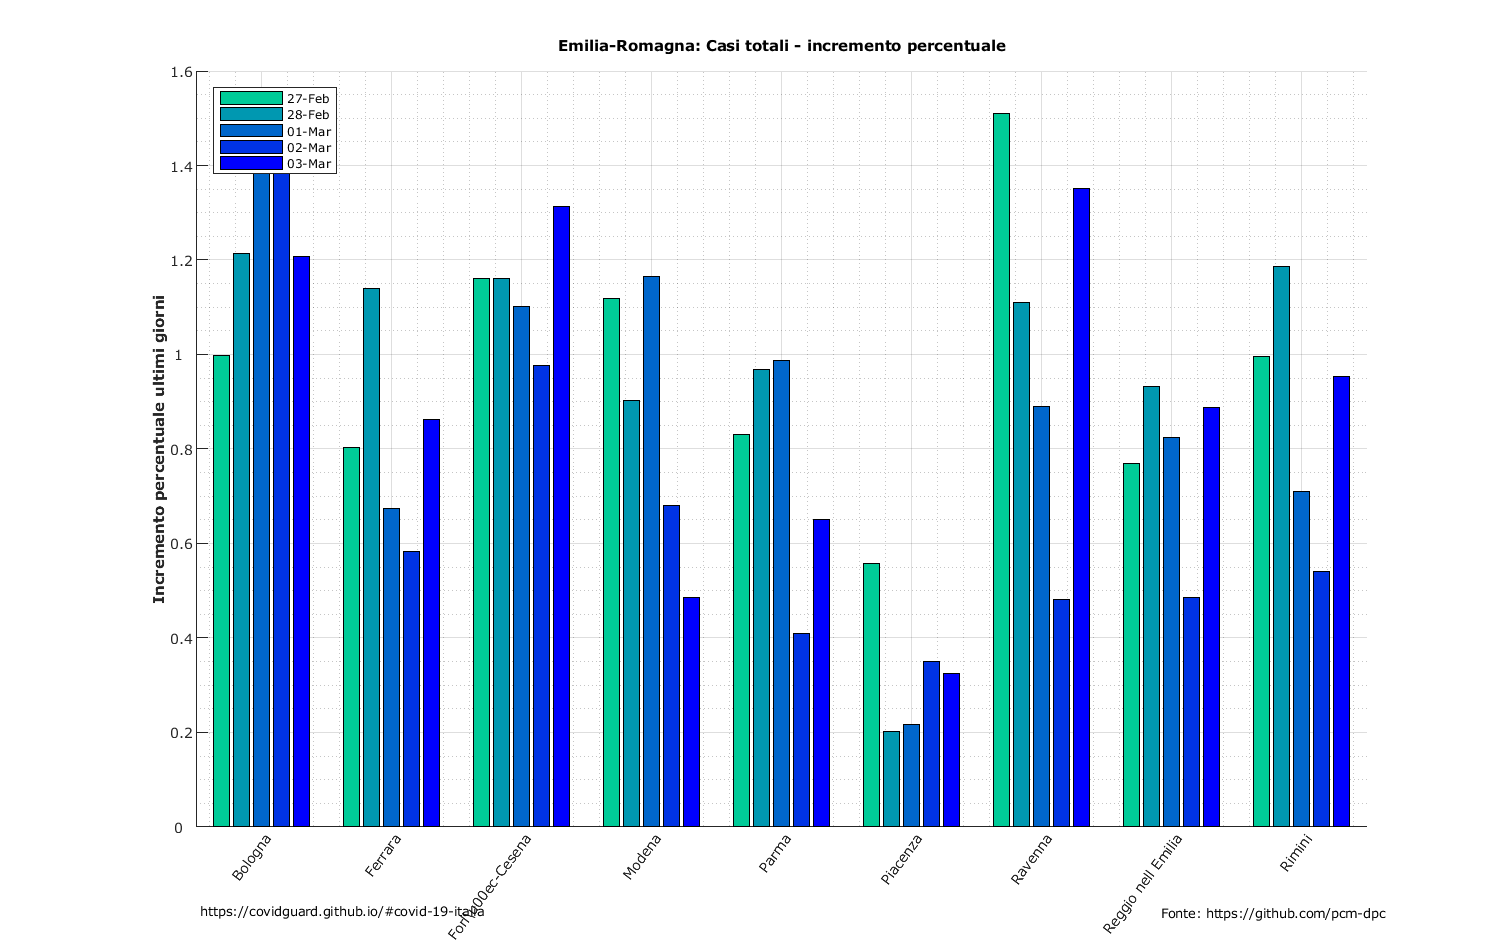 Emilia-Romagna: Casi totali - incremento percentuale
Incremento percentuale ultimi giorni
1.6
1.4
1.2
1
0.8
0.6
0.4
0.2
0
27-Feb
28-Feb
01-Mar
02-Mar
03-Mar
Bologna
Ferrara
Modena
Parma
Piacenza
Ravenna
Reggio nell Emilia
Rimini
https://covidguard.github.io/#covid-19-italia
Fonte: https://github.com/pcm-dpc